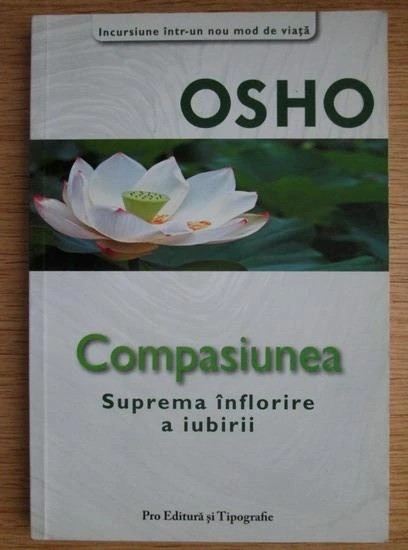 Incursiune într-un nou mod de viață
OSHO
Compasiunea
Suprema înflorire
a iubirii
Pro Editură și Tipografie